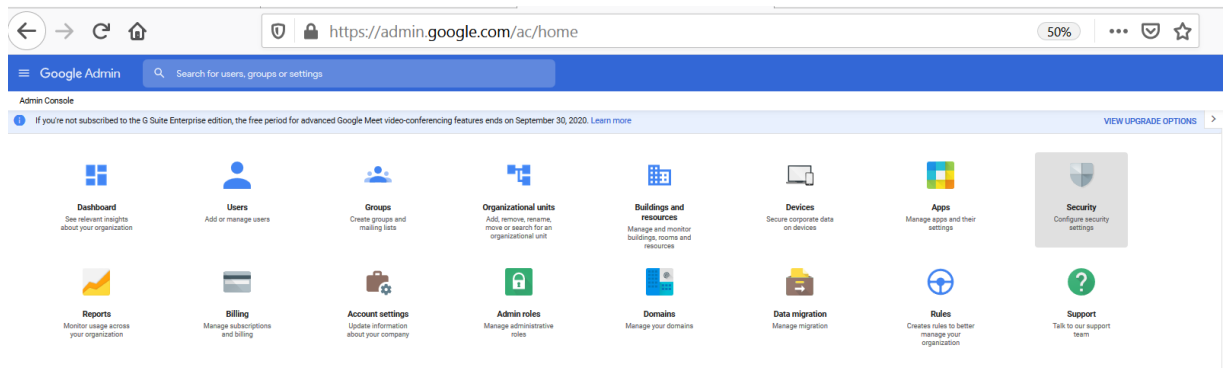 https://admin.google.com/ac/home
50%
Google Admin
Search for users, groups or settings
Admin Console
If you're not subscribed to the G Suite Enterprise edition, the free period for advanced Google Meet video-conferencing features ends on September 30, 2020. Learn more
VIEW UPGRADE OPTIONS
Dashboard
See relevant insights
about your organization
Users
Add or manage users
Groups
Create groups and
mailing lists
Organizational units
Add, remove, rename,
move or search for an
organizational unit
Buildings and
resources
Manage and monitor
buildings, rooms and
resources
Devices
Secure corporate data
on devices
Apps
Manage apps and their
settings
Security
Configure security
settings
Reports
Monitor usage across
your organization
Billing
Manage subscriptions
and billing
Account settings
Update information
about your company
Admin roles
Manage administrative
roles
Domains
Manage your domains
Data migration
Manage migration
Rules
Creates rules to better
manage your
organization
Support
Talk to our support
team